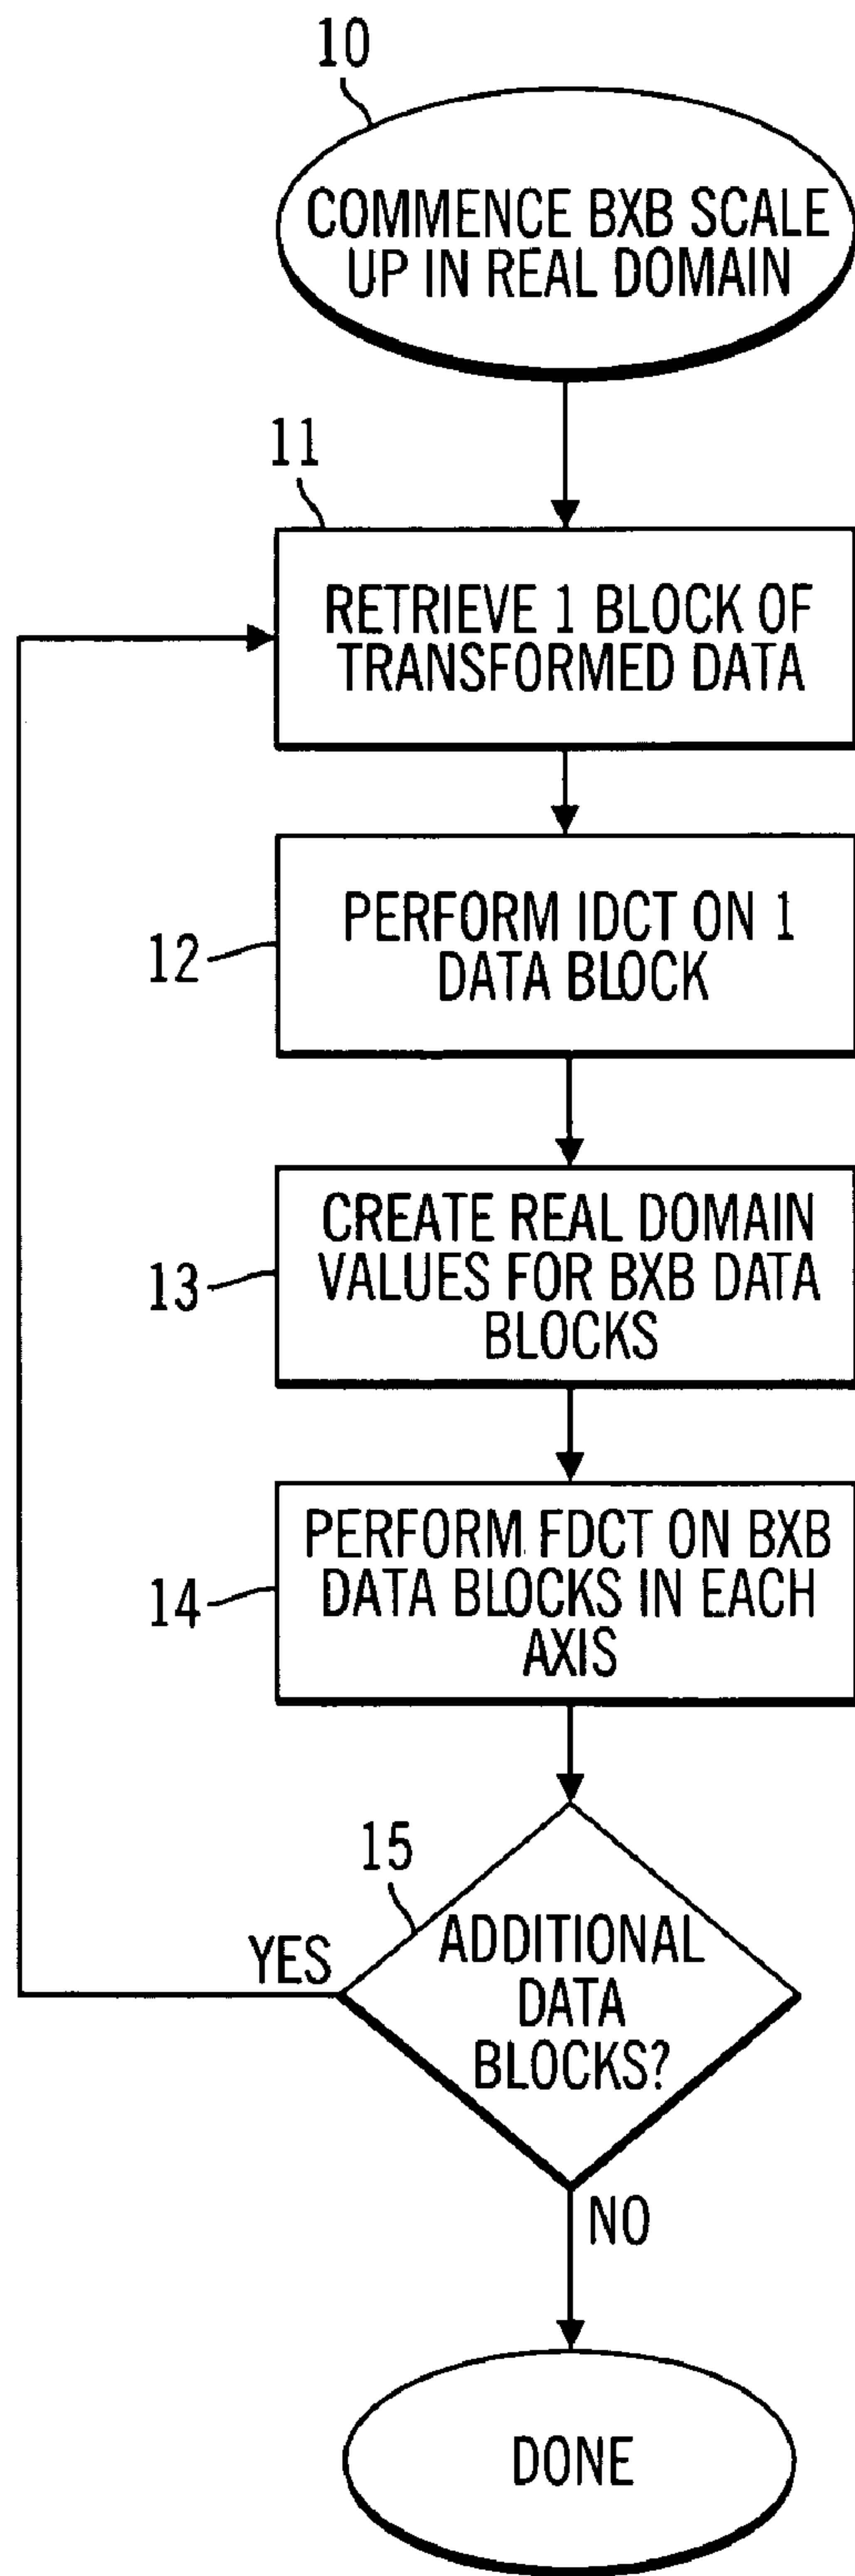 10
COMMENCE BXB SCALE
UP IN REAL DOMAIN
11
RETRIEVE 1 BLOCK OF
TRANSFORMED DATA
12
PERFORM IDCT ON 1
DATA BLOCK
13
CREATE REAL DOMAIN
VALUES FOR BXB DATA
BLOCKS
14
PERFORM FDCT ON BXB
DATA BLOCKS IN EACH
AXIS
15
YES
ADDITIONAL
DATA
BLOCKS?
NO
DONE